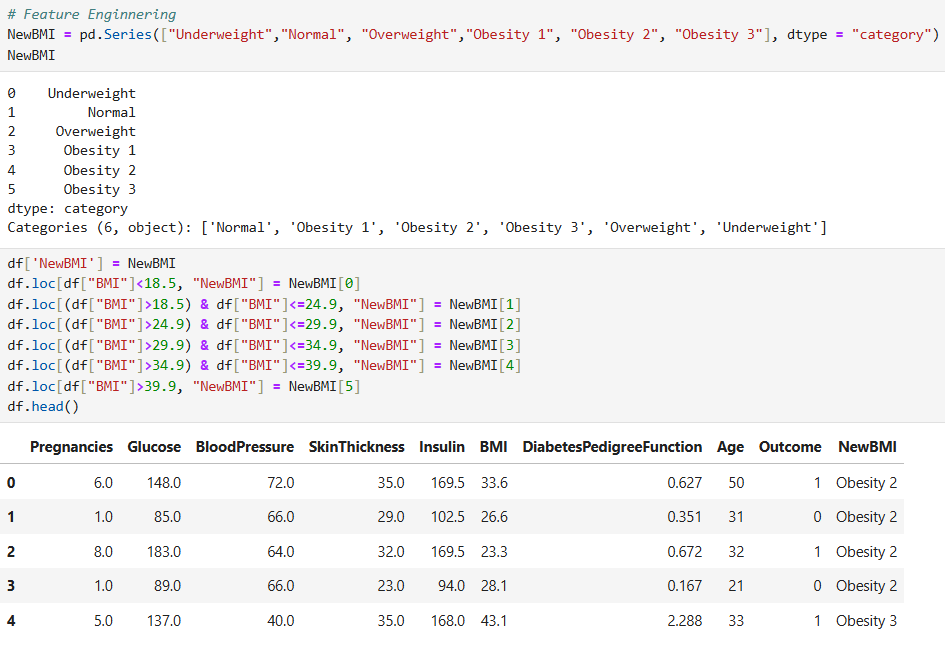 # Feature Enginnering
NewBMI = pd.Series(["Underweight","Normal", "Overweight","Obesity 1", "Obesity 2", "Obesity 3"], dtype = "category")
NewBMI
0    Underweight
1         Normal
2     Overweight
3      Obesity 1
4      Obesity 2
5      Obesity 3
dtype: category
Categories (6, object): ['Normal', 'Obesity 1', 'Obesity 2', 'Obesity 3', 'Overweight', 'Underweight']
df['NewBMI'] = NewBMI
df.loc[df["BMI"]<18.5, "NewBMI"] = NewBMI[0]
df.loc[(df["BMI"]>18.5) & df["BMI"]<=24.9, "NewBMI"] = NewBMI[1]
df.loc[(df["BMI"]>24.9) & df["BMI"]<=29.9, "NewBMI"] = NewBMI[2]
df.loc[(df["BMI"]>29.9) & df["BMI"]<=34.9, "NewBMI"] = NewBMI[3]
df.loc[(df["BMI"]>34.9) & df["BMI"]<=39.9, "NewBMI"] = NewBMI[4]
df.loc[df["BMI"]>39.9, "NewBMI"] = NewBMI[5]
df.head()
Pregnancies Glucose BloodPressure SkinThickness Insulin BMI DiabetesPedigreeFunction Age Outcome NewBMI
0 6.0 148.0 72.0 35.0 169.5 33.6 0.627 50 1 Obesity 2
1 1.0 85.0 66.0 29.0 102.5 26.6 0.351 31 0 Obesity 2
2 8.0 183.0 64.0 32.0 169.5 23.3 0.672 32 1 Obesity 2
3 1.0 89.0 66.0 23.0 94.0 28.1 0.167 21 0 Obesity 2
4 5.0 137.0 40.0 35.0 168.0 43.1 2.288 33 1 Obesity 3